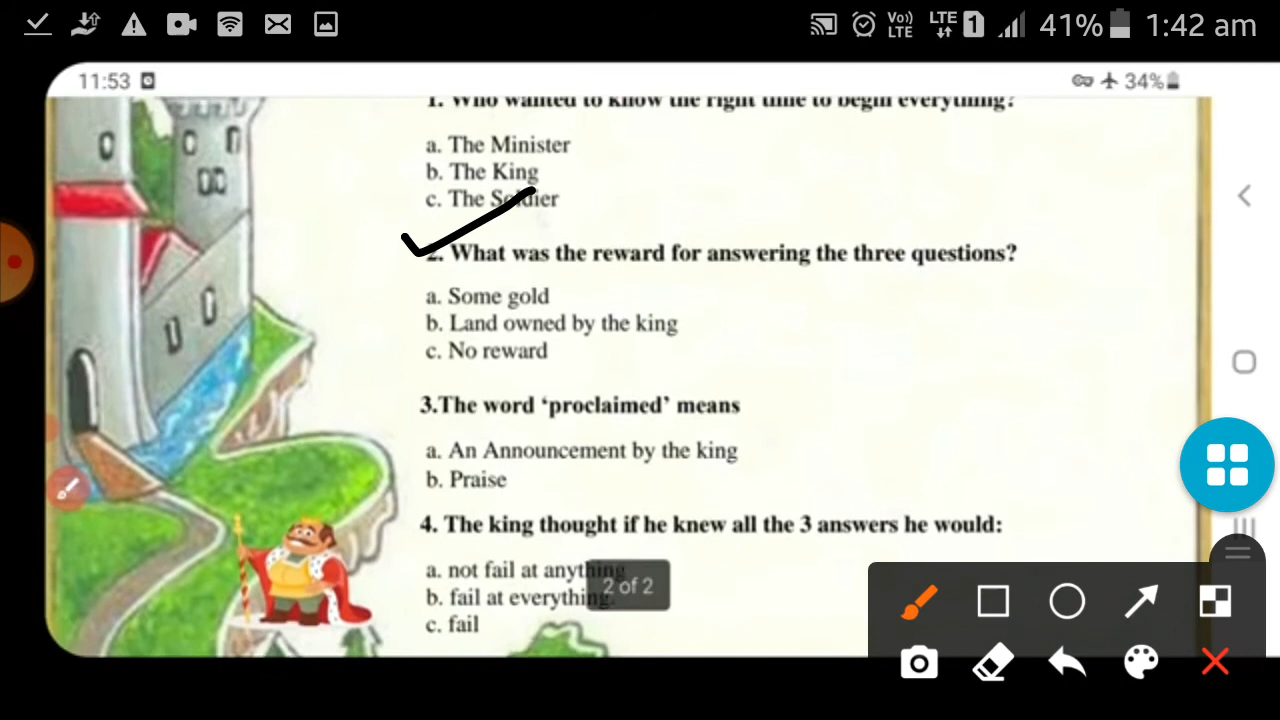 41% 1:42 am
Vo)) LTE LTE 1
11:53 34%
1. Who wanted to know the right time to begin everything?
a. The Minister
b. The King
c. The Soldier
2. What was the reward for answering the three questions?
a. Some gold
b. Land owned by the king
c. No reward
3.The word ‘proclaimed’ means
a. An Announcement by the king
b. Praise
4. The king thought if he knew all the 3 answers he would:
a. not fail at anything
b. fail at everything
c. fail
2 of 2